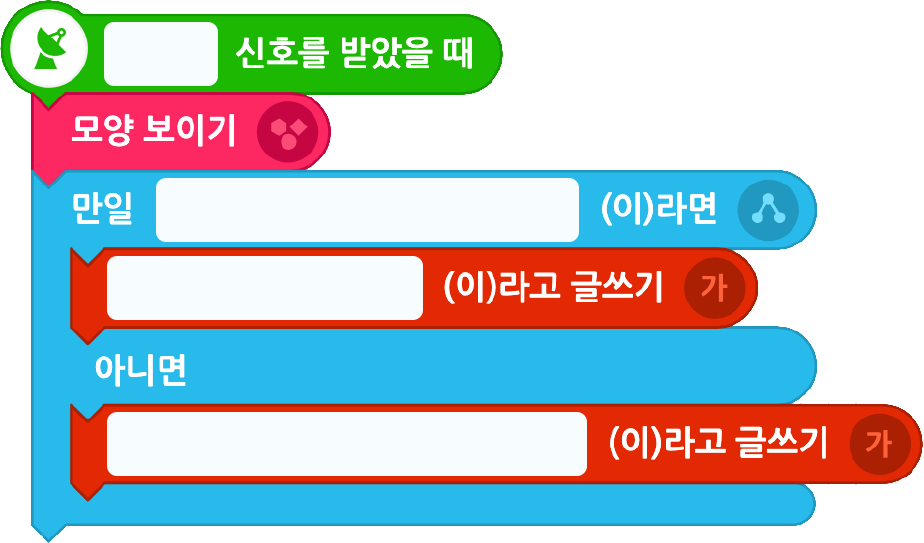 신호를 받았을 때
모양 보이기
만일 (이)라면
(이)라고 글쓰기 가
아니면
(이)라고 글쓰기 가